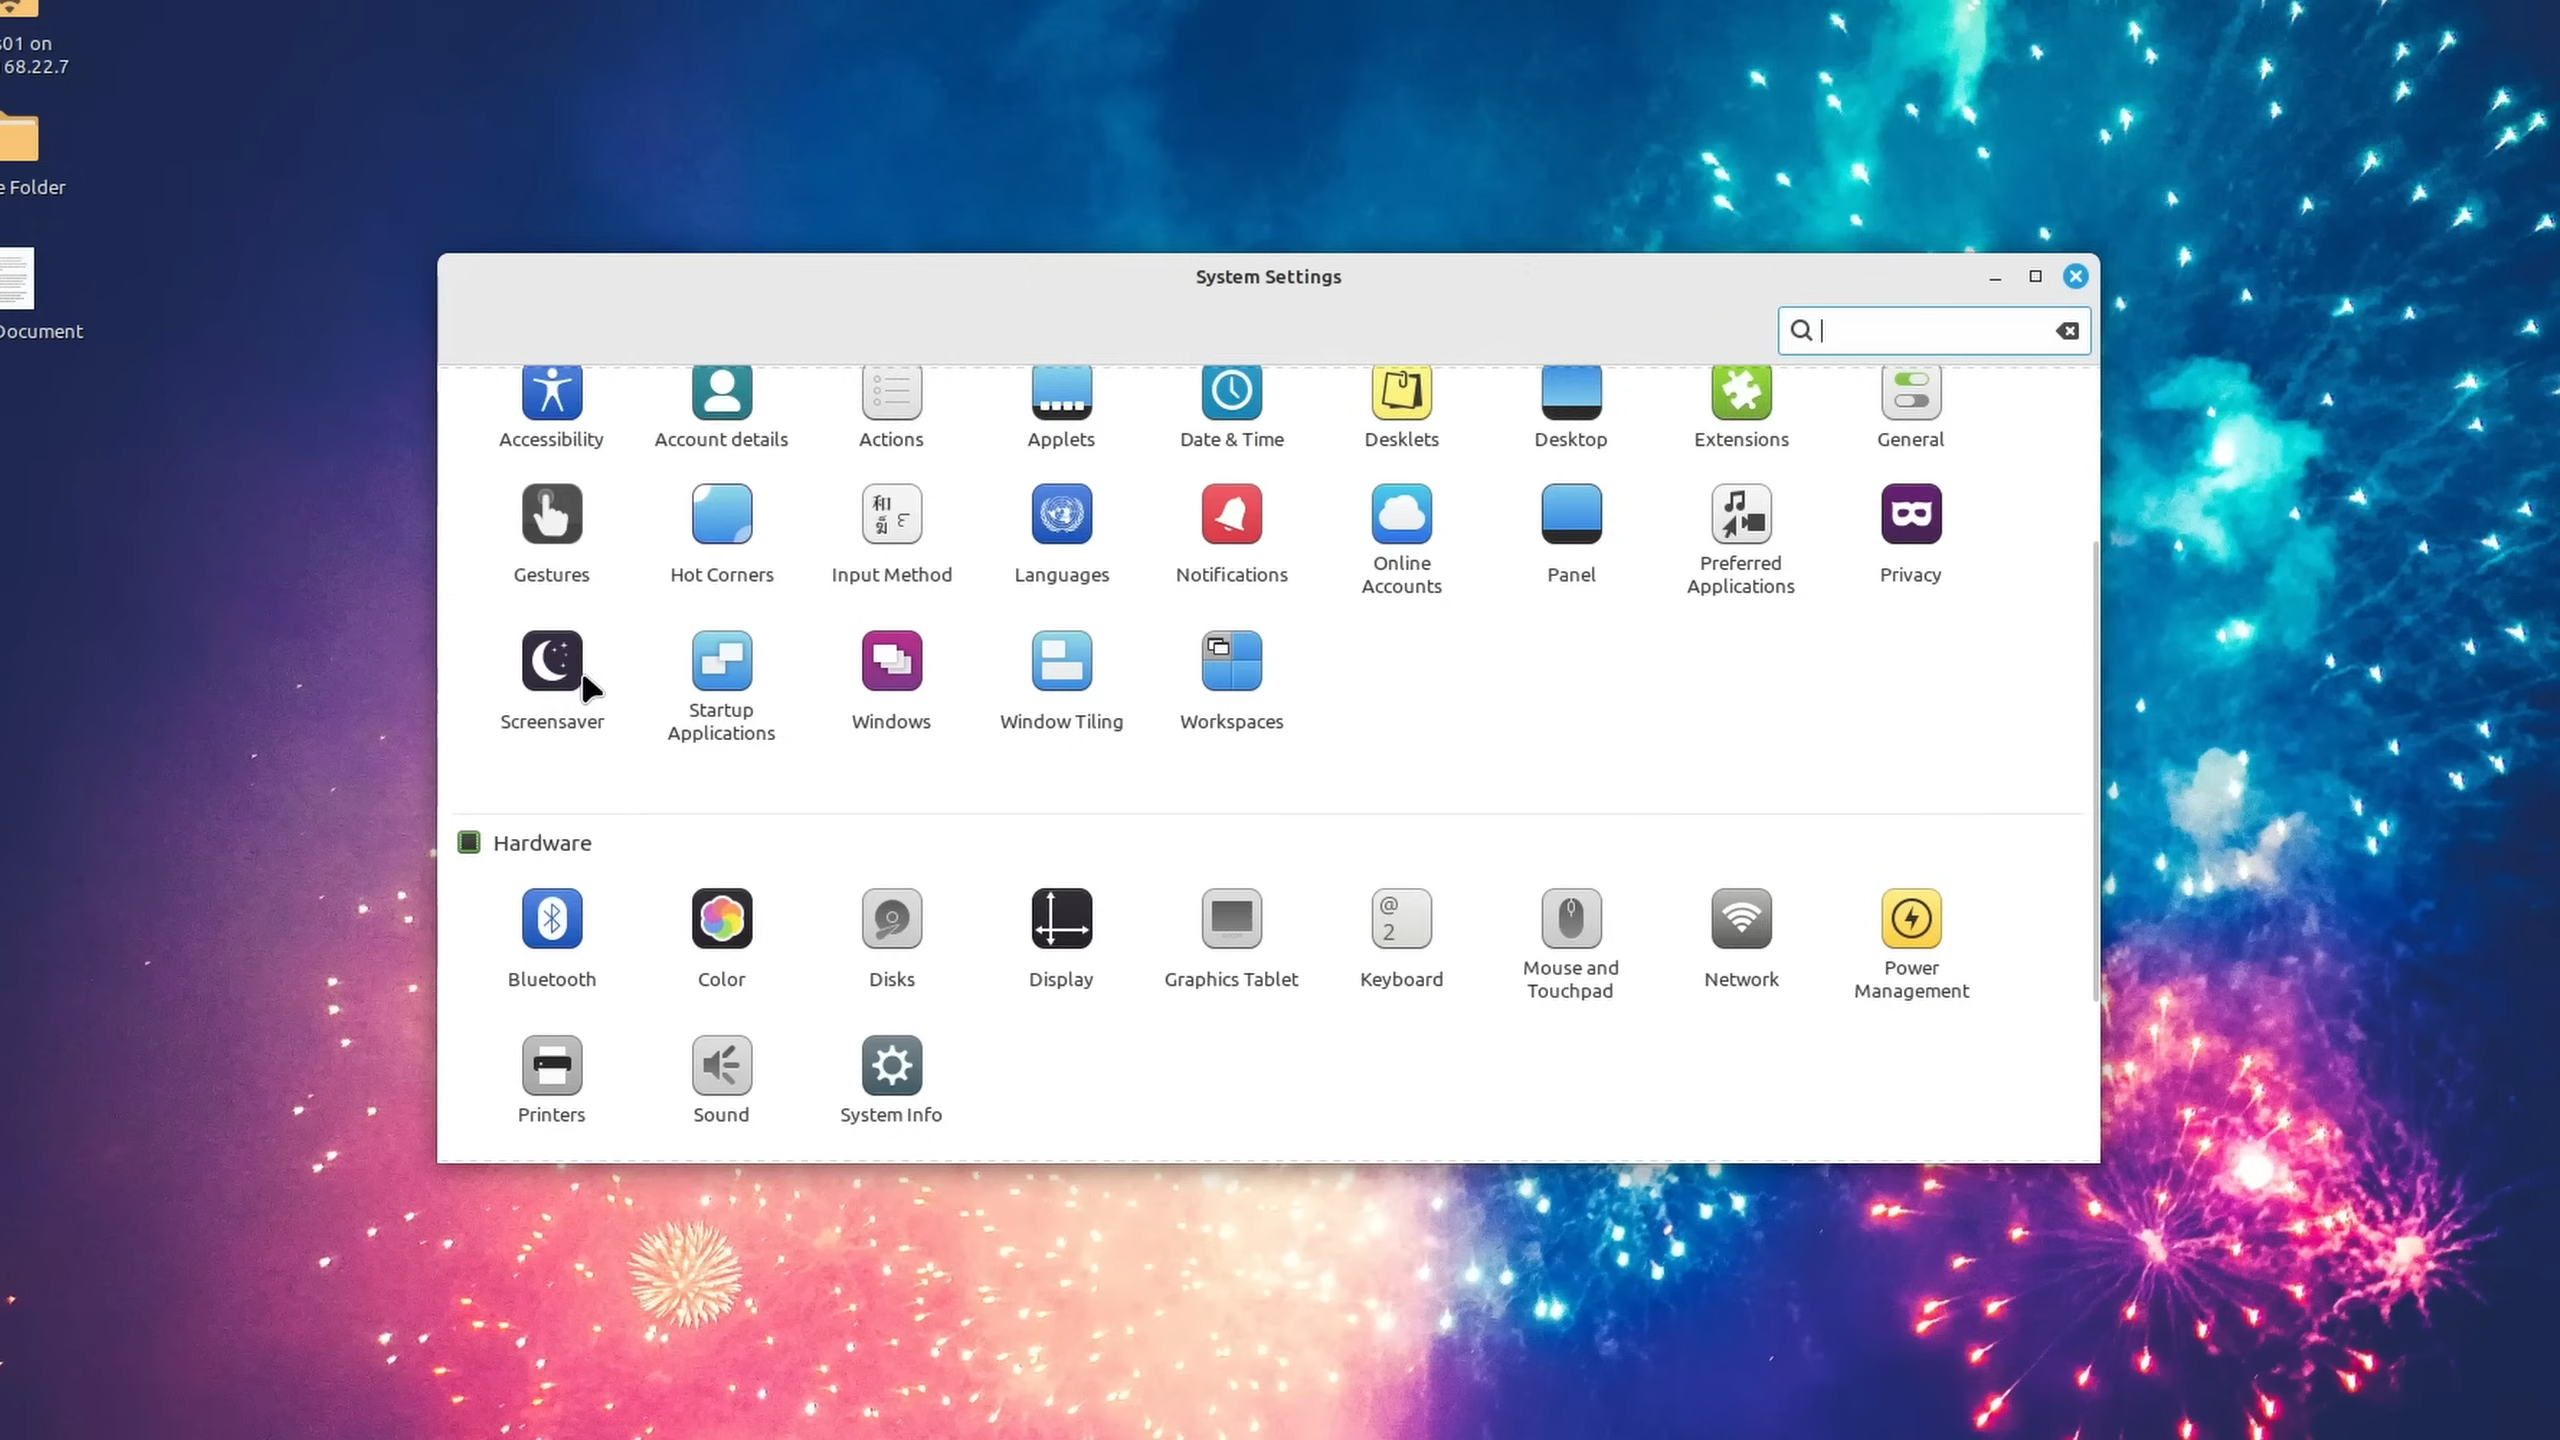 s01 on
68.22.7
e Folder
Document
System Settings
Accessibility
Account details
Actions
Applets
Date & Time
Desklets
Desktop
Extensions
General
Gestures
Hot Corners
Input Method
Languages
Notifications
Online
Accounts
Panel
Preferred
Applications
Privacy
Screensaver
Startup
Applications
Windows
Window Tiling
Workspaces
Hardware
@
2
Bluetooth
Color
Disks
Display
Graphics Tablet
Keyboard
Mouse and
Touchpad
Network
Power
Management
Printers
Sound
System Info